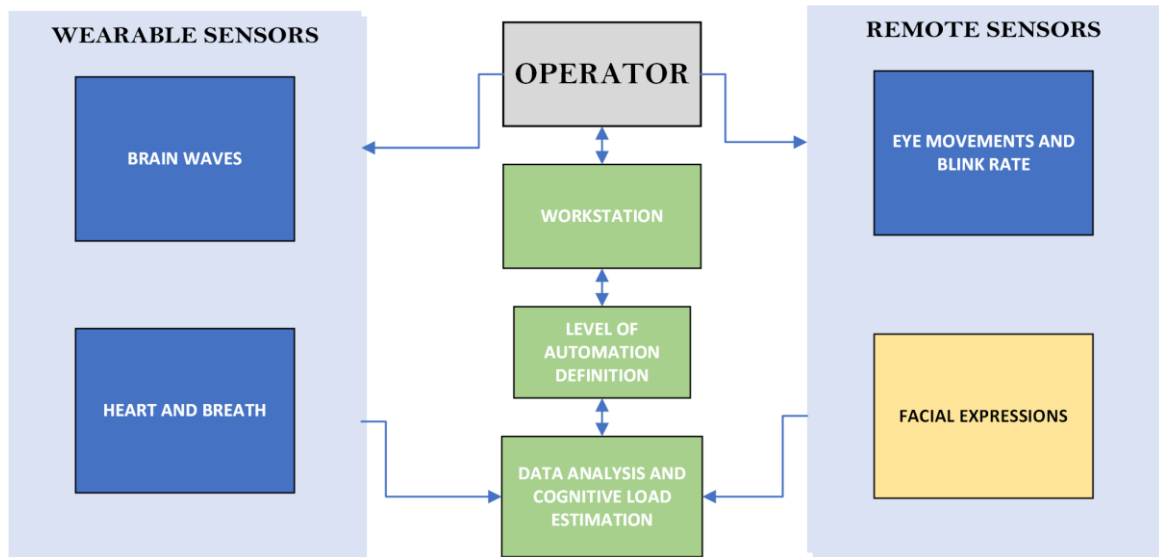 WEARABLE SENSORS
BRAIN WAVES
HEART AND BREATH
OPERATOR
WORKSTATION
LEVEL OF
AUTOMATION
DEFINITION
DATA ANALYSIS AND
COGNITIVE LOAD
ESTIMATION
REMOTE SENSORS
EYE MOVEMENTS AND
BLINK RATE
FACIAL EXPRESSIONS